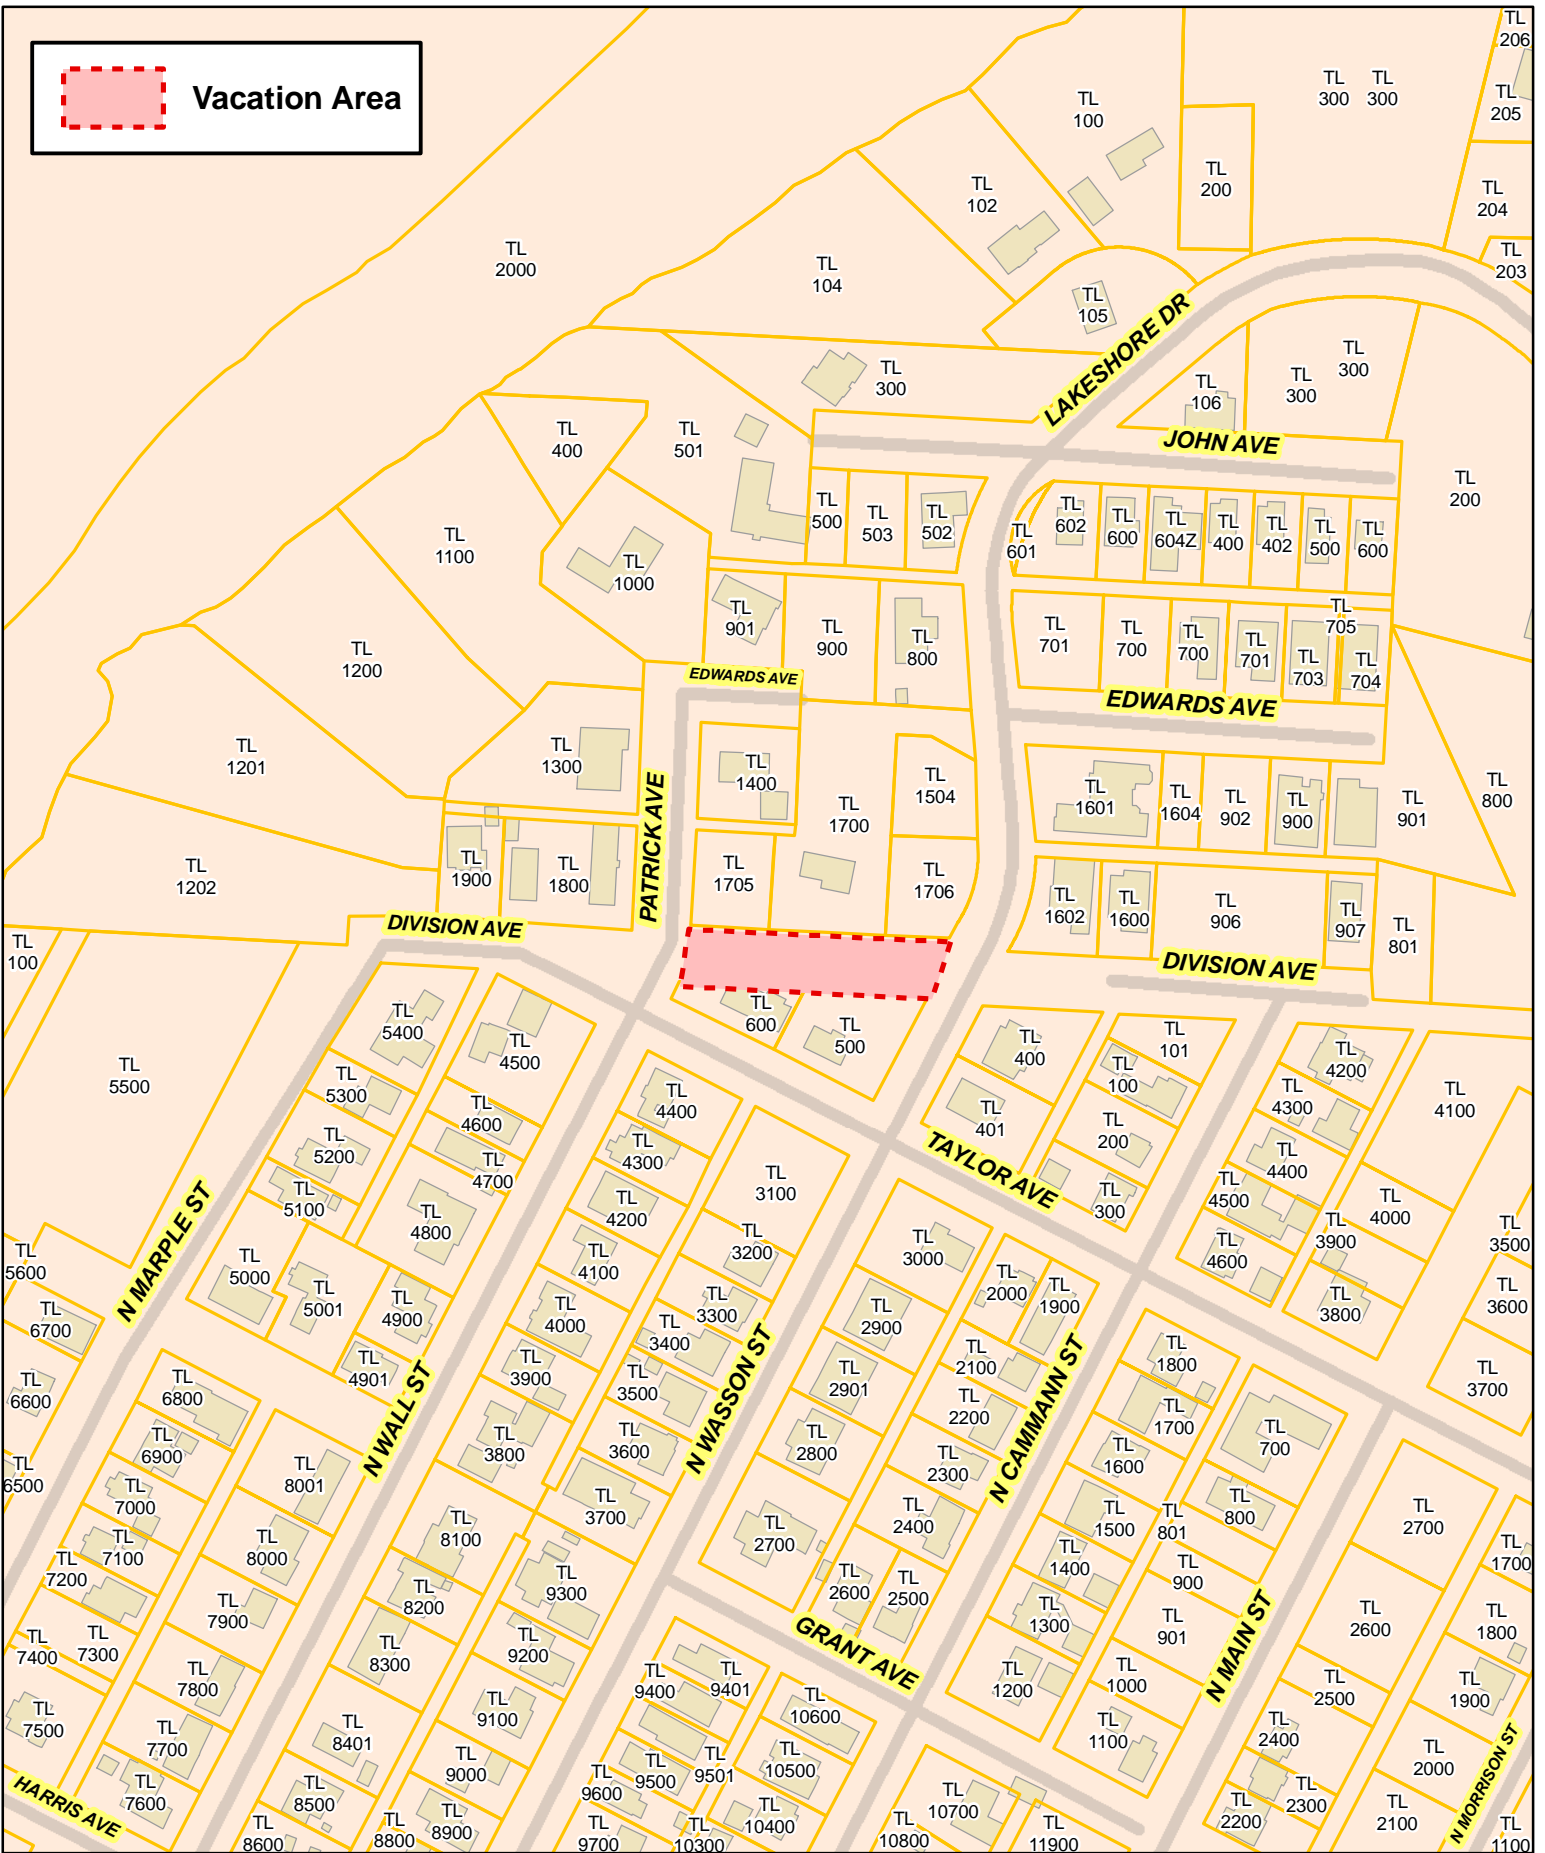 Vacation Area
TL
206
TL
205
TL
300
TL
300
TL
100
TL
200
TL
102
TL
204
TL
203
TL
2000
TL
104
TL
105
LAKESHORE DR
TL
300
TL
300
TL
300
TL
106
JOHN AVE
TL
400
TL
501
TL
200
TL
500
TL
503
TL
502
TL
601
TL
602
TL
600
TL
604Z
TL
400
TL
402
TL
500
TL
600
TL
1100
TL
1000
TL
901
TL
900
TL
800
TL
701
TL
700
TL
700
TL
701
TL
703
TL
705
TL
704
TL
1200
EDWARDS AVE
EDWARDS AVE
TL
1201
TL
1300
TL
1400
TL
1700
TL
1504
TL
1601
TL
1604
TL
902
TL
900
TL
901
TL
800
PATRICK AVE
TL
1202
TL
1900
TL
1800
TL
1705
TL
1706
TL
1602
TL
1600
TL
906
TL
907
TL
801
DIVISION AVE
DIVISION AVE
TL
100
TL
600
TL
500
TL
5400
TL
4500
TL
400
TL
101
TL
100
TL
4200
TL
5500
TL
5300
TL
4600
TL
4400
TL
401
TL
200
TL
4300
TL
4100
TL
5200
TL
4700
TL
4300
TAYLOR AVE
TL
4400
TL
5100
TL
4800
TL
4200
TL
3100
TL
300
TL
4500
TL
4000
N MARPLE ST
TL
5600
TL
5000
TL
5001
TL
4100
TL
3200
TL
3000
TL
4600
TL
3900
TL
3500
TL
6700
TL
4900
TL
4000
TL
3300
TL
2900
TL
2000
TL
1900
TL
3800
TL
3600
TL
4901
TL
3400
TL
3900
TL
3500
N WASSON ST
TL
2901
TL
2100
TL
1800
TL
3700
TL
6600
TL
6800
N WALL ST
TL
2200
N CAMMANN ST
TL
1700
TL
700
TL
6900
TL
3800
TL
3600
TL
2800
TL
2300
TL
1600
TL
6500
TL
8001
TL
7000
TL
3700
TL
2400
TL
1500
TL
801
TL
800
TL
2700
TL
7100
TL
8000
TL
8100
TL
2700
TL
1400
TL
900
TL
1700
TL
7200
TL
7900
TL
8200
TL
9300
TL
2600
TL
2500
TL
1300
TL
901
TL
2600
TL
1800
TL
7400
TL
7300
TL
8300
TL
9200
GRANT AVE
TL
1200
TL
1000
N MAIN ST
TL
7800
TL
9400
TL
9401
TL
2500
TL
1900
TL
7500
TL
7700
TL
8401
TL
9100
TL
10600
TL
1100
TL
2400
TL
2000
N MORRISON ST
HARRIS AVE
TL
7600
TL
8500
TL
9000
TL
9600
TL
9500
TL
9501
TL
10500
TL
10700
TL
2300
TL
2200
TL
2100
TL
8600
TL
8800
TL
8900
TL
9700
TL
10300
TL
10400
TL
10800
TL
11900
TL
1100